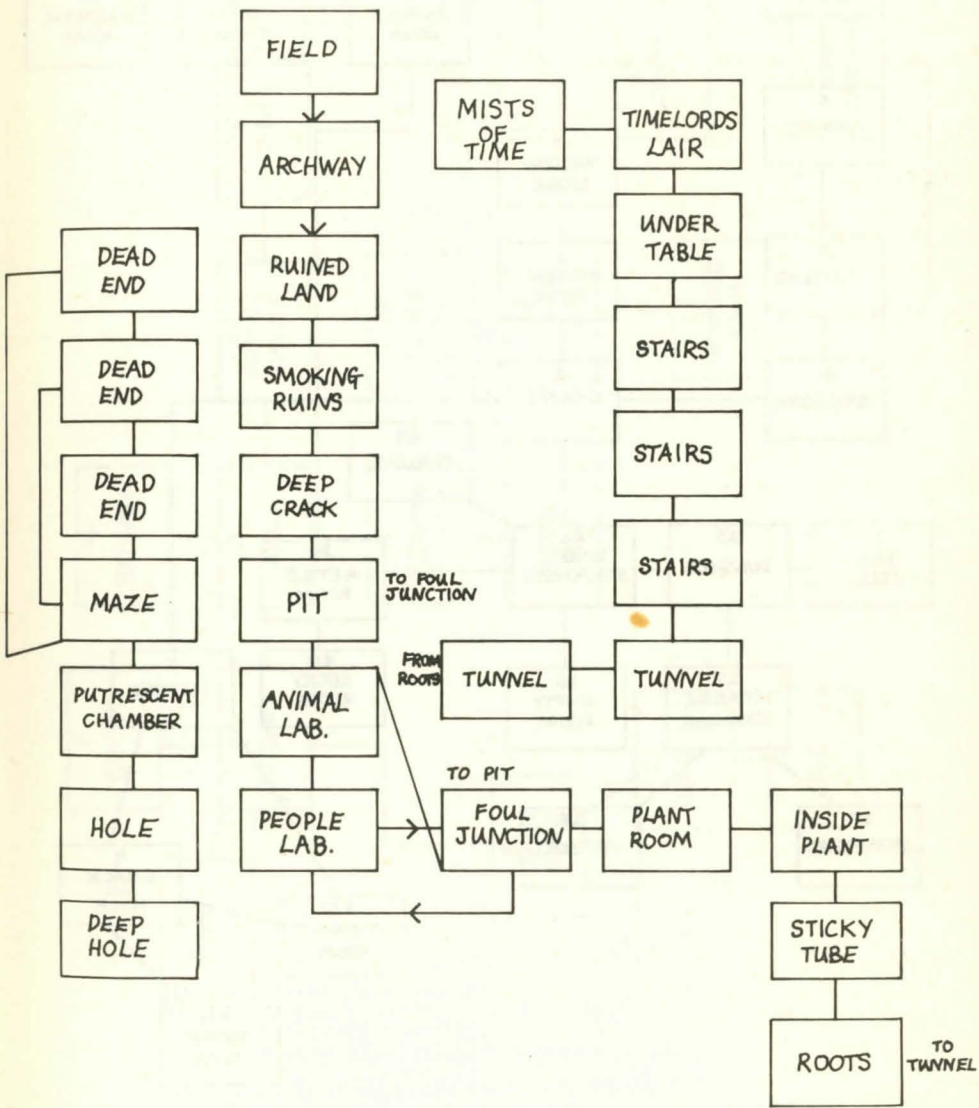 FIELD
MISTS
OF
TIME
TIMELORDS
LAIR
ARCHWAY
UNDER
TABLE
DEAD
END
RUINED
LAND
STAIRS
DEAD
END
SMOKING
RUINS
STAIRS
DEAD
END
DEEP
CRACK
STAIRS
MAZE
PIT
TO FOUL
JUNCTION
FROM
ROOTS
TUNNEL
TUNNEL
PUTRESCENT
CHAMBER
ANIMAL
LAB.
TO PIT
HOLE
PEOPLE
LAB.
FOUL
JUNCTION
PLANT
ROOM
INSIDE
PLANT
DEEP
HOLE
STICKY
TUBE
ROOTS
TO
TUNNEL